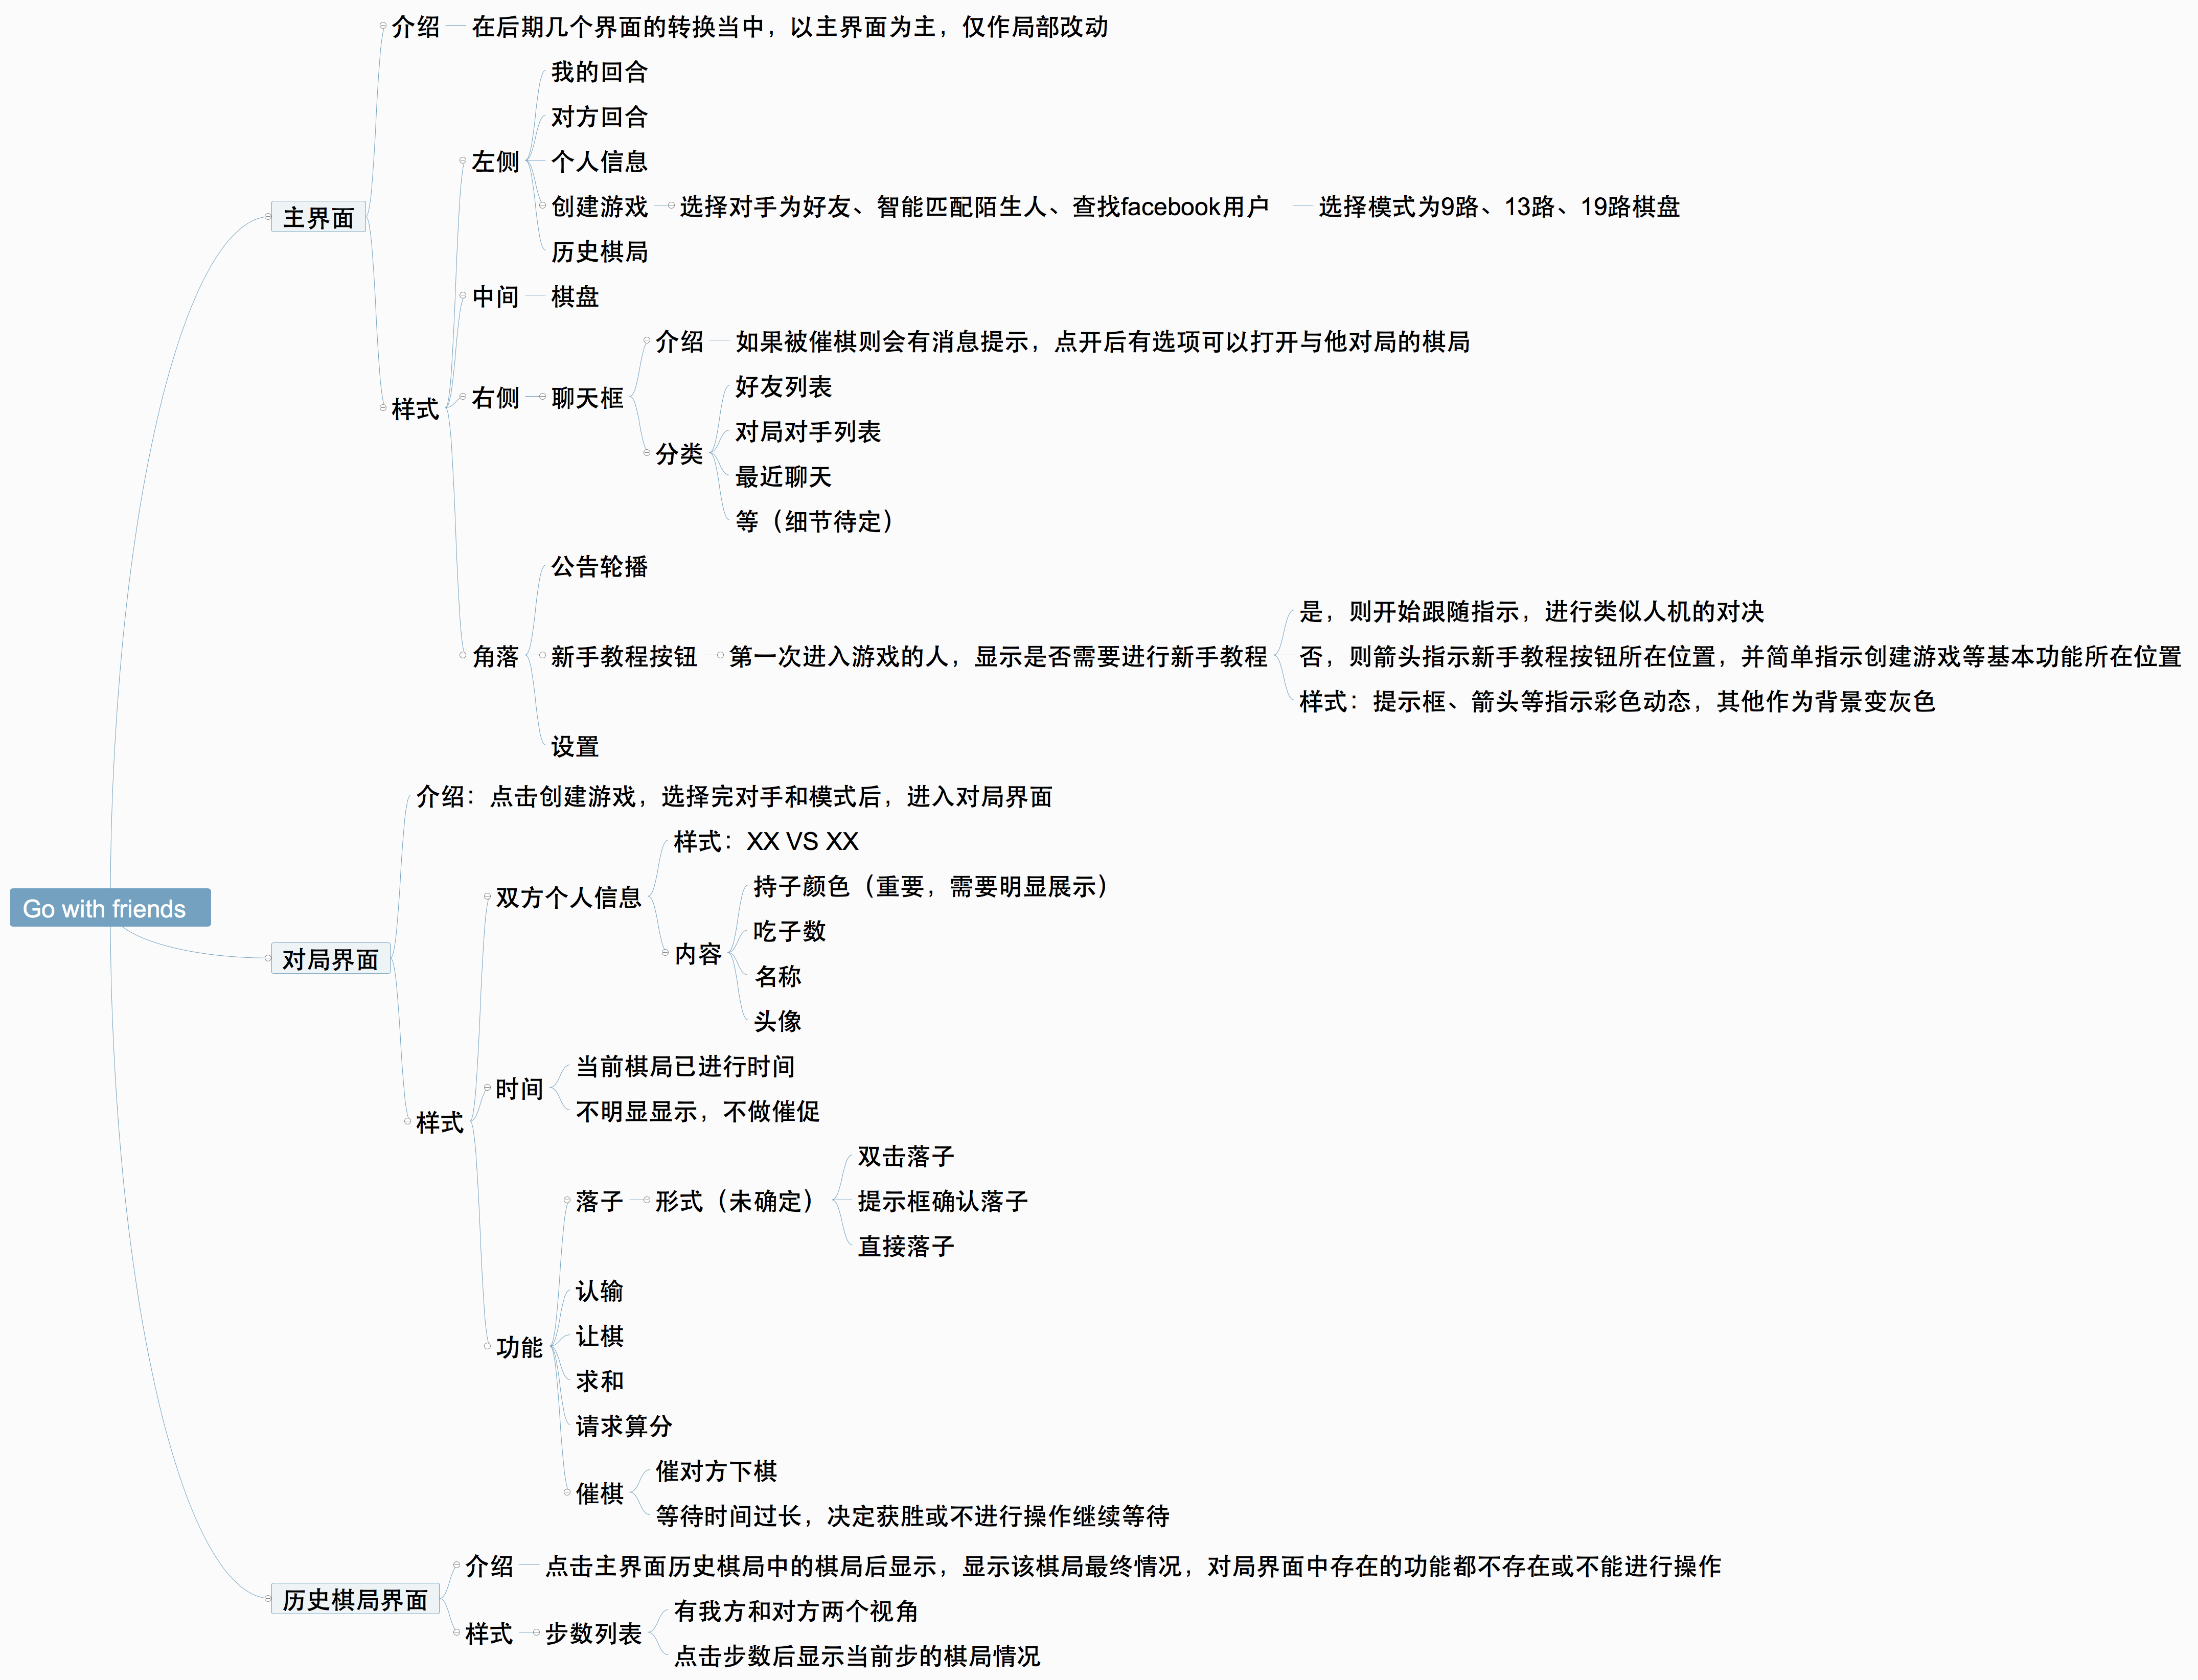 介绍
在后期几个界面的转换当中，以主界面为主，仅作局部改动
我的回合
对方回合
左侧
个人信息
主界面
创建游戏
选择对手为好友、智能匹配陌生人、查找facebook用户
选择模式为9路、13路、19路棋盘
历史棋局
中间
棋盘
介绍
如果被催棋则会有消息提示，点开后有选项可以打开与他对局的棋局
好友列表
样式
右侧
聊天框
对局对手列表
分类
最近聊天
等（细节待定）
公告轮播
是，则开始跟随指示，进行类似人机的对决
角落
新手教程按钮
第一次进入游戏的人，显示是否需要进行新手教程
否，则箭头指示新手教程按钮所在位置，并简单指示创建游戏等基本功能所在位置
样式：提示框、箭头等指示彩色动态，其他作为背景变灰色
设置
介绍：点击创建游戏，选择完对手和模式后，进入对局界面
样式：XX VS XX
双方个人信息
持子颜色（重要，需要明显展示）
Go with friends
吃子数
对局界面
内容
名称
头像
当前棋局已进行时间
时间
样式
不明显显示，不做催促
双击落子
落子
形式（未确定）
提示框确认落子
直接落子
认输
功能
让棋
求和
请求算分
催对方下棋
催棋
等待时间过长，决定获胜或不进行操作继续等待
介绍
点击主界面历史棋局中的棋局后显示，显示该棋局最终情况，对局界面中存在的功能都不存在或不能进行操作
历史棋局界面
有我方和对方两个视角
样式
步数列表
点击步数后显示当前步的棋局情况